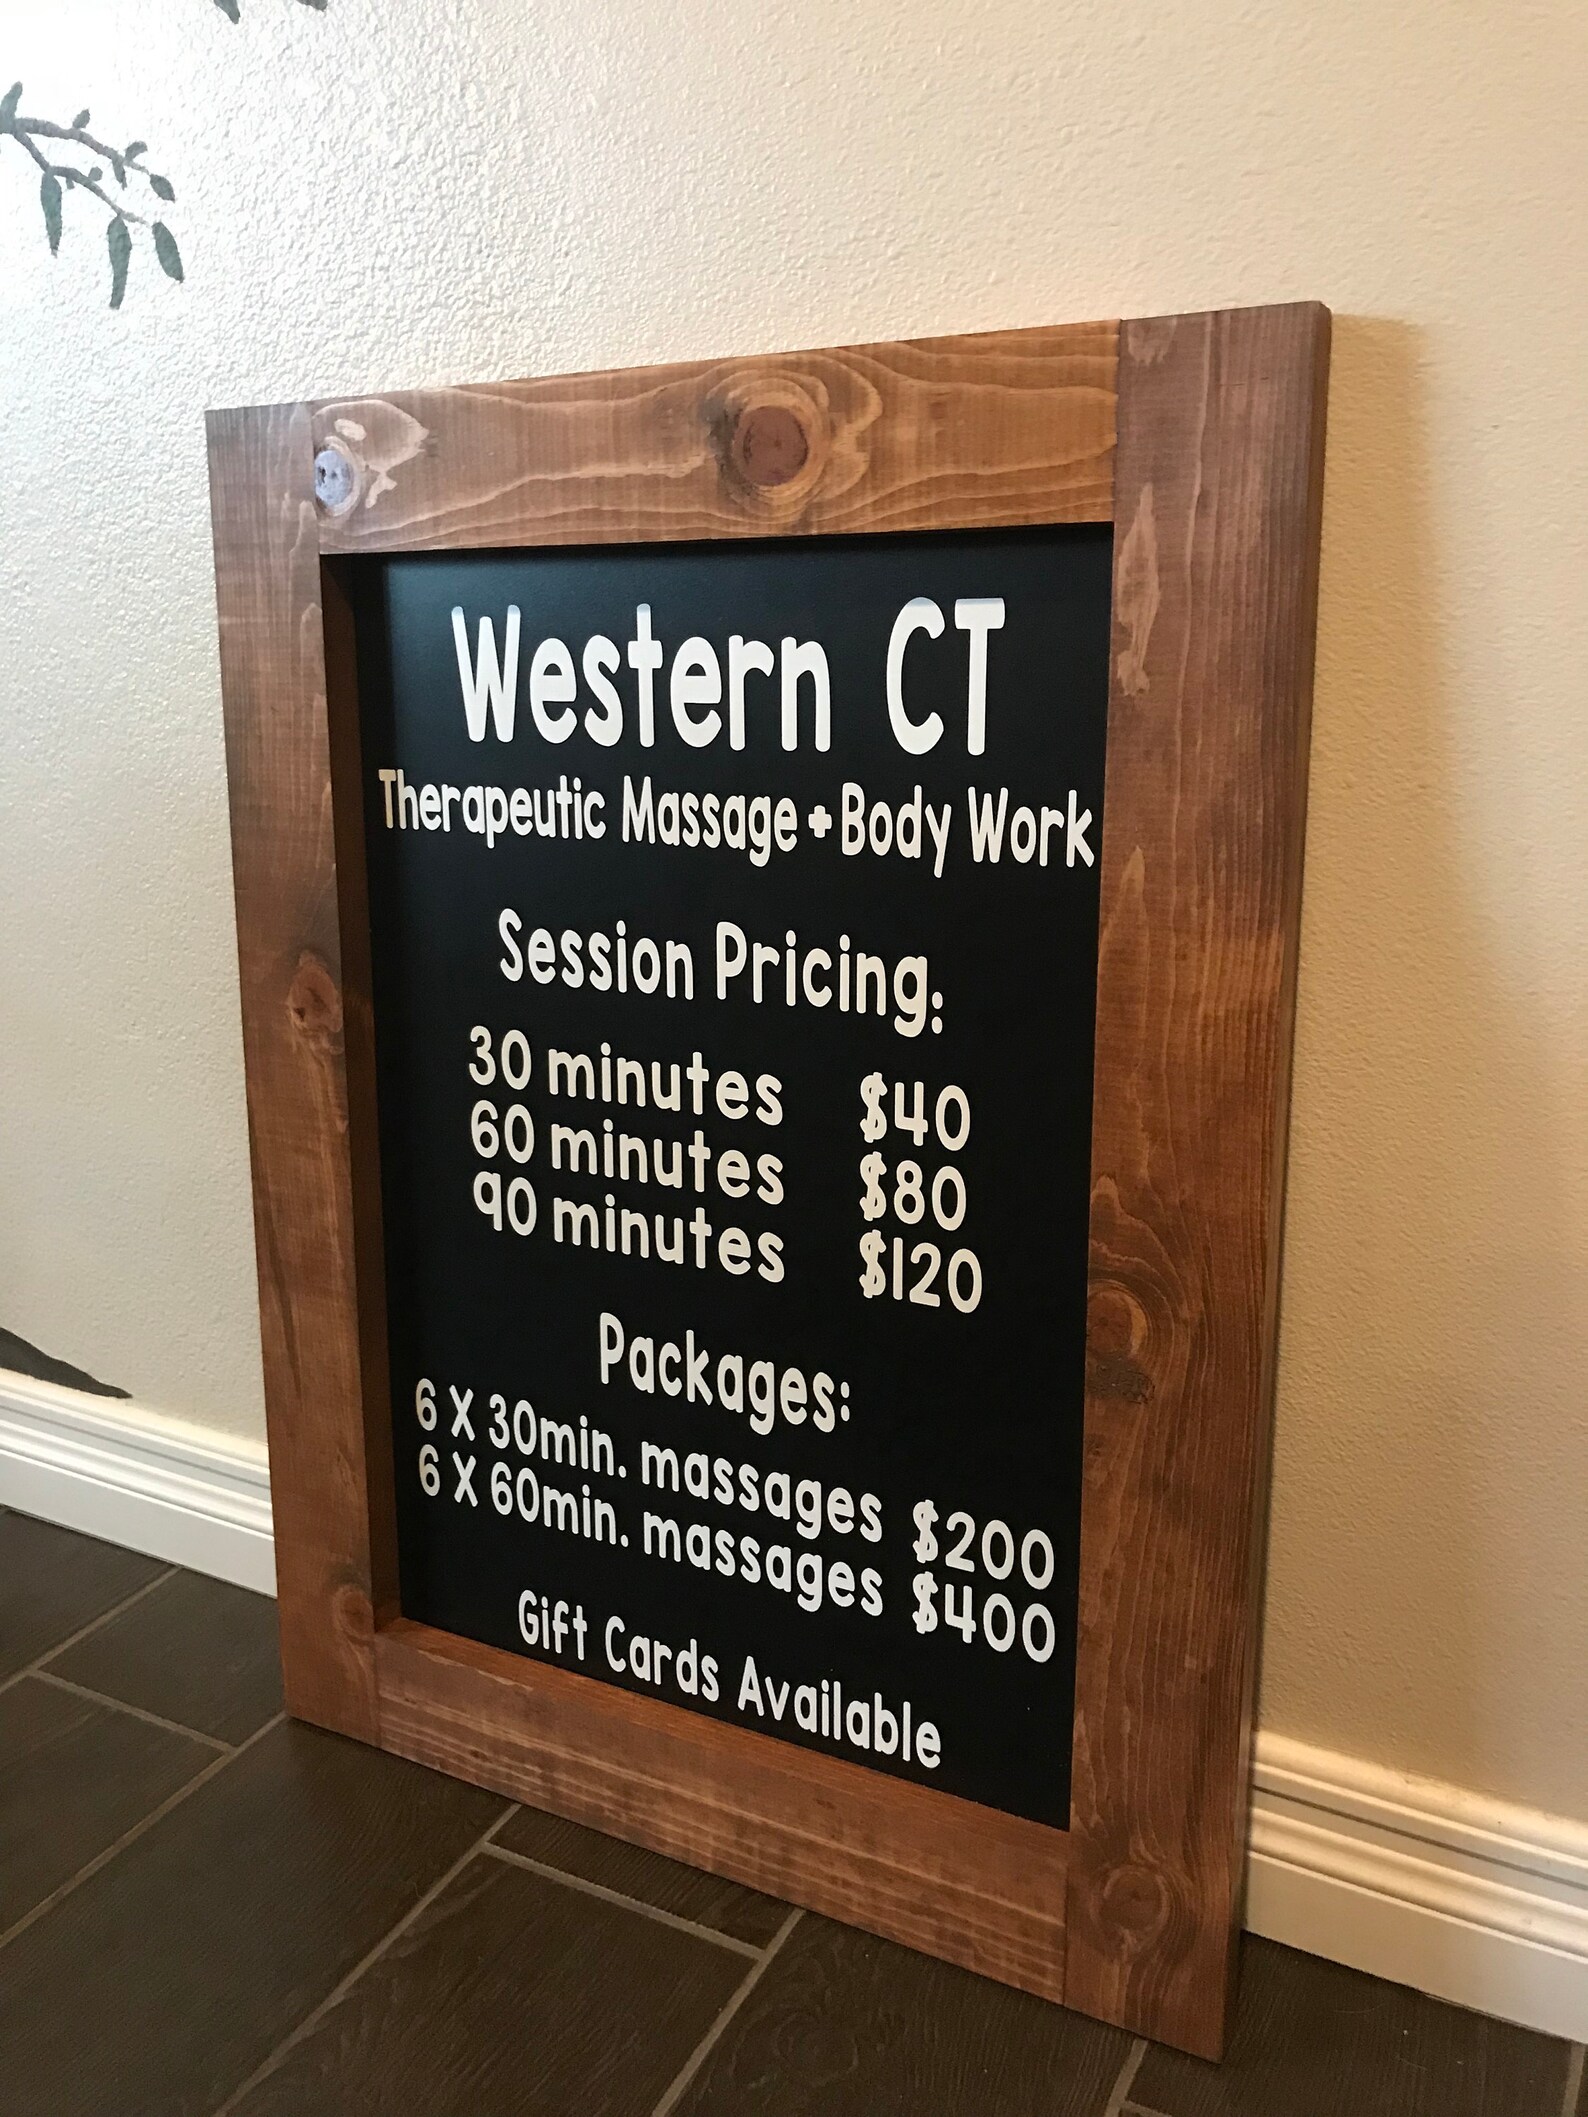 Western CT
Therapeutic Massage + Body Work
Session Pricing:
30 minutes $40
60 minutes $80
90 minutes $120
Packages:
6 X 30min. massages $200
6 X 60min. massages $400
Gift Cards Available